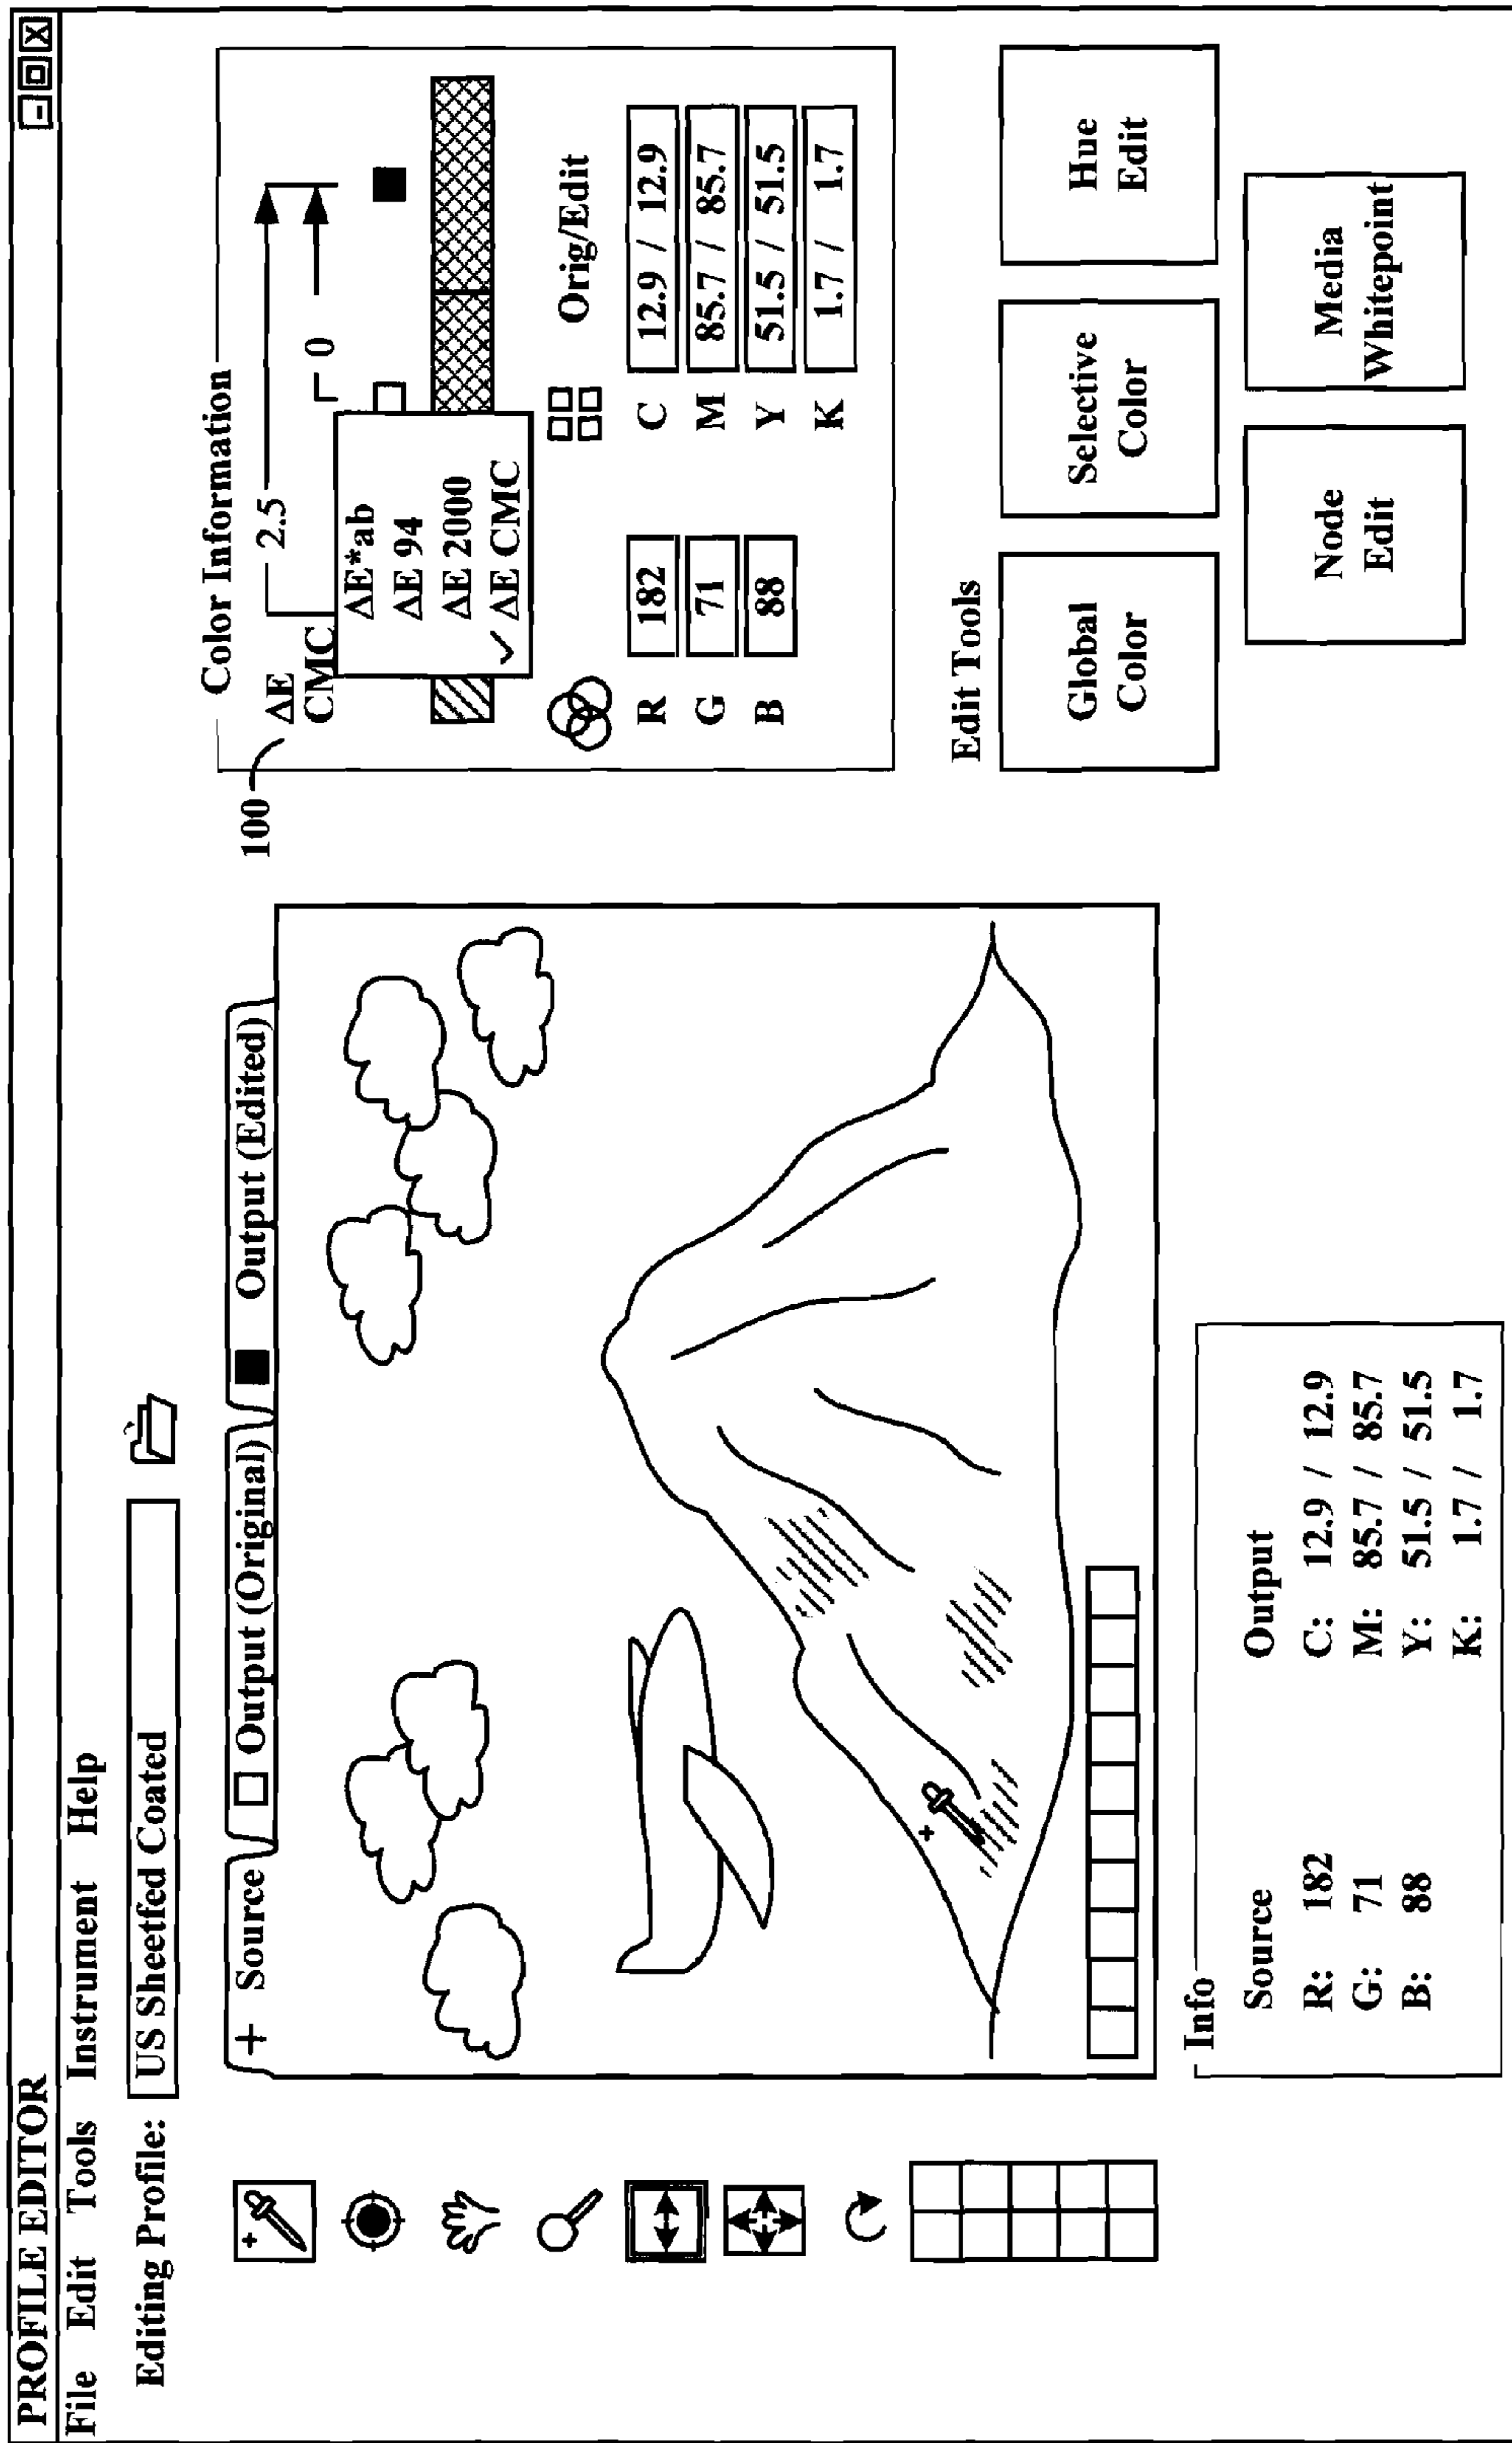 PROFILE EDITOR
File Edit Tools Instrument Help
Editing Profile: US Sheetfed Coated
Source
Output (Original)
Output (Edited)
Info
Source
R: 182
G: 71
B: 88
Output
C: 12.9 / 12.9
M: 85.7 / 85.7
Y: 51.5 / 51.5
K: 1.7 / 1.7
100
Color Information
ΔE
CMC
2.5
0
ΔE*ab
ΔE 94
ΔE 2000
✓ ΔE CMC
Orig/Edit
R 182
G 71
B 88
C 12.9 / 12.9
M 85.7 / 85.7
Y 51.5 / 51.5
K 1.7 / 1.7
Edit Tools
Global
Color
Selective
Color
Hue
Edit
Node
Edit
Media
Whitepoint